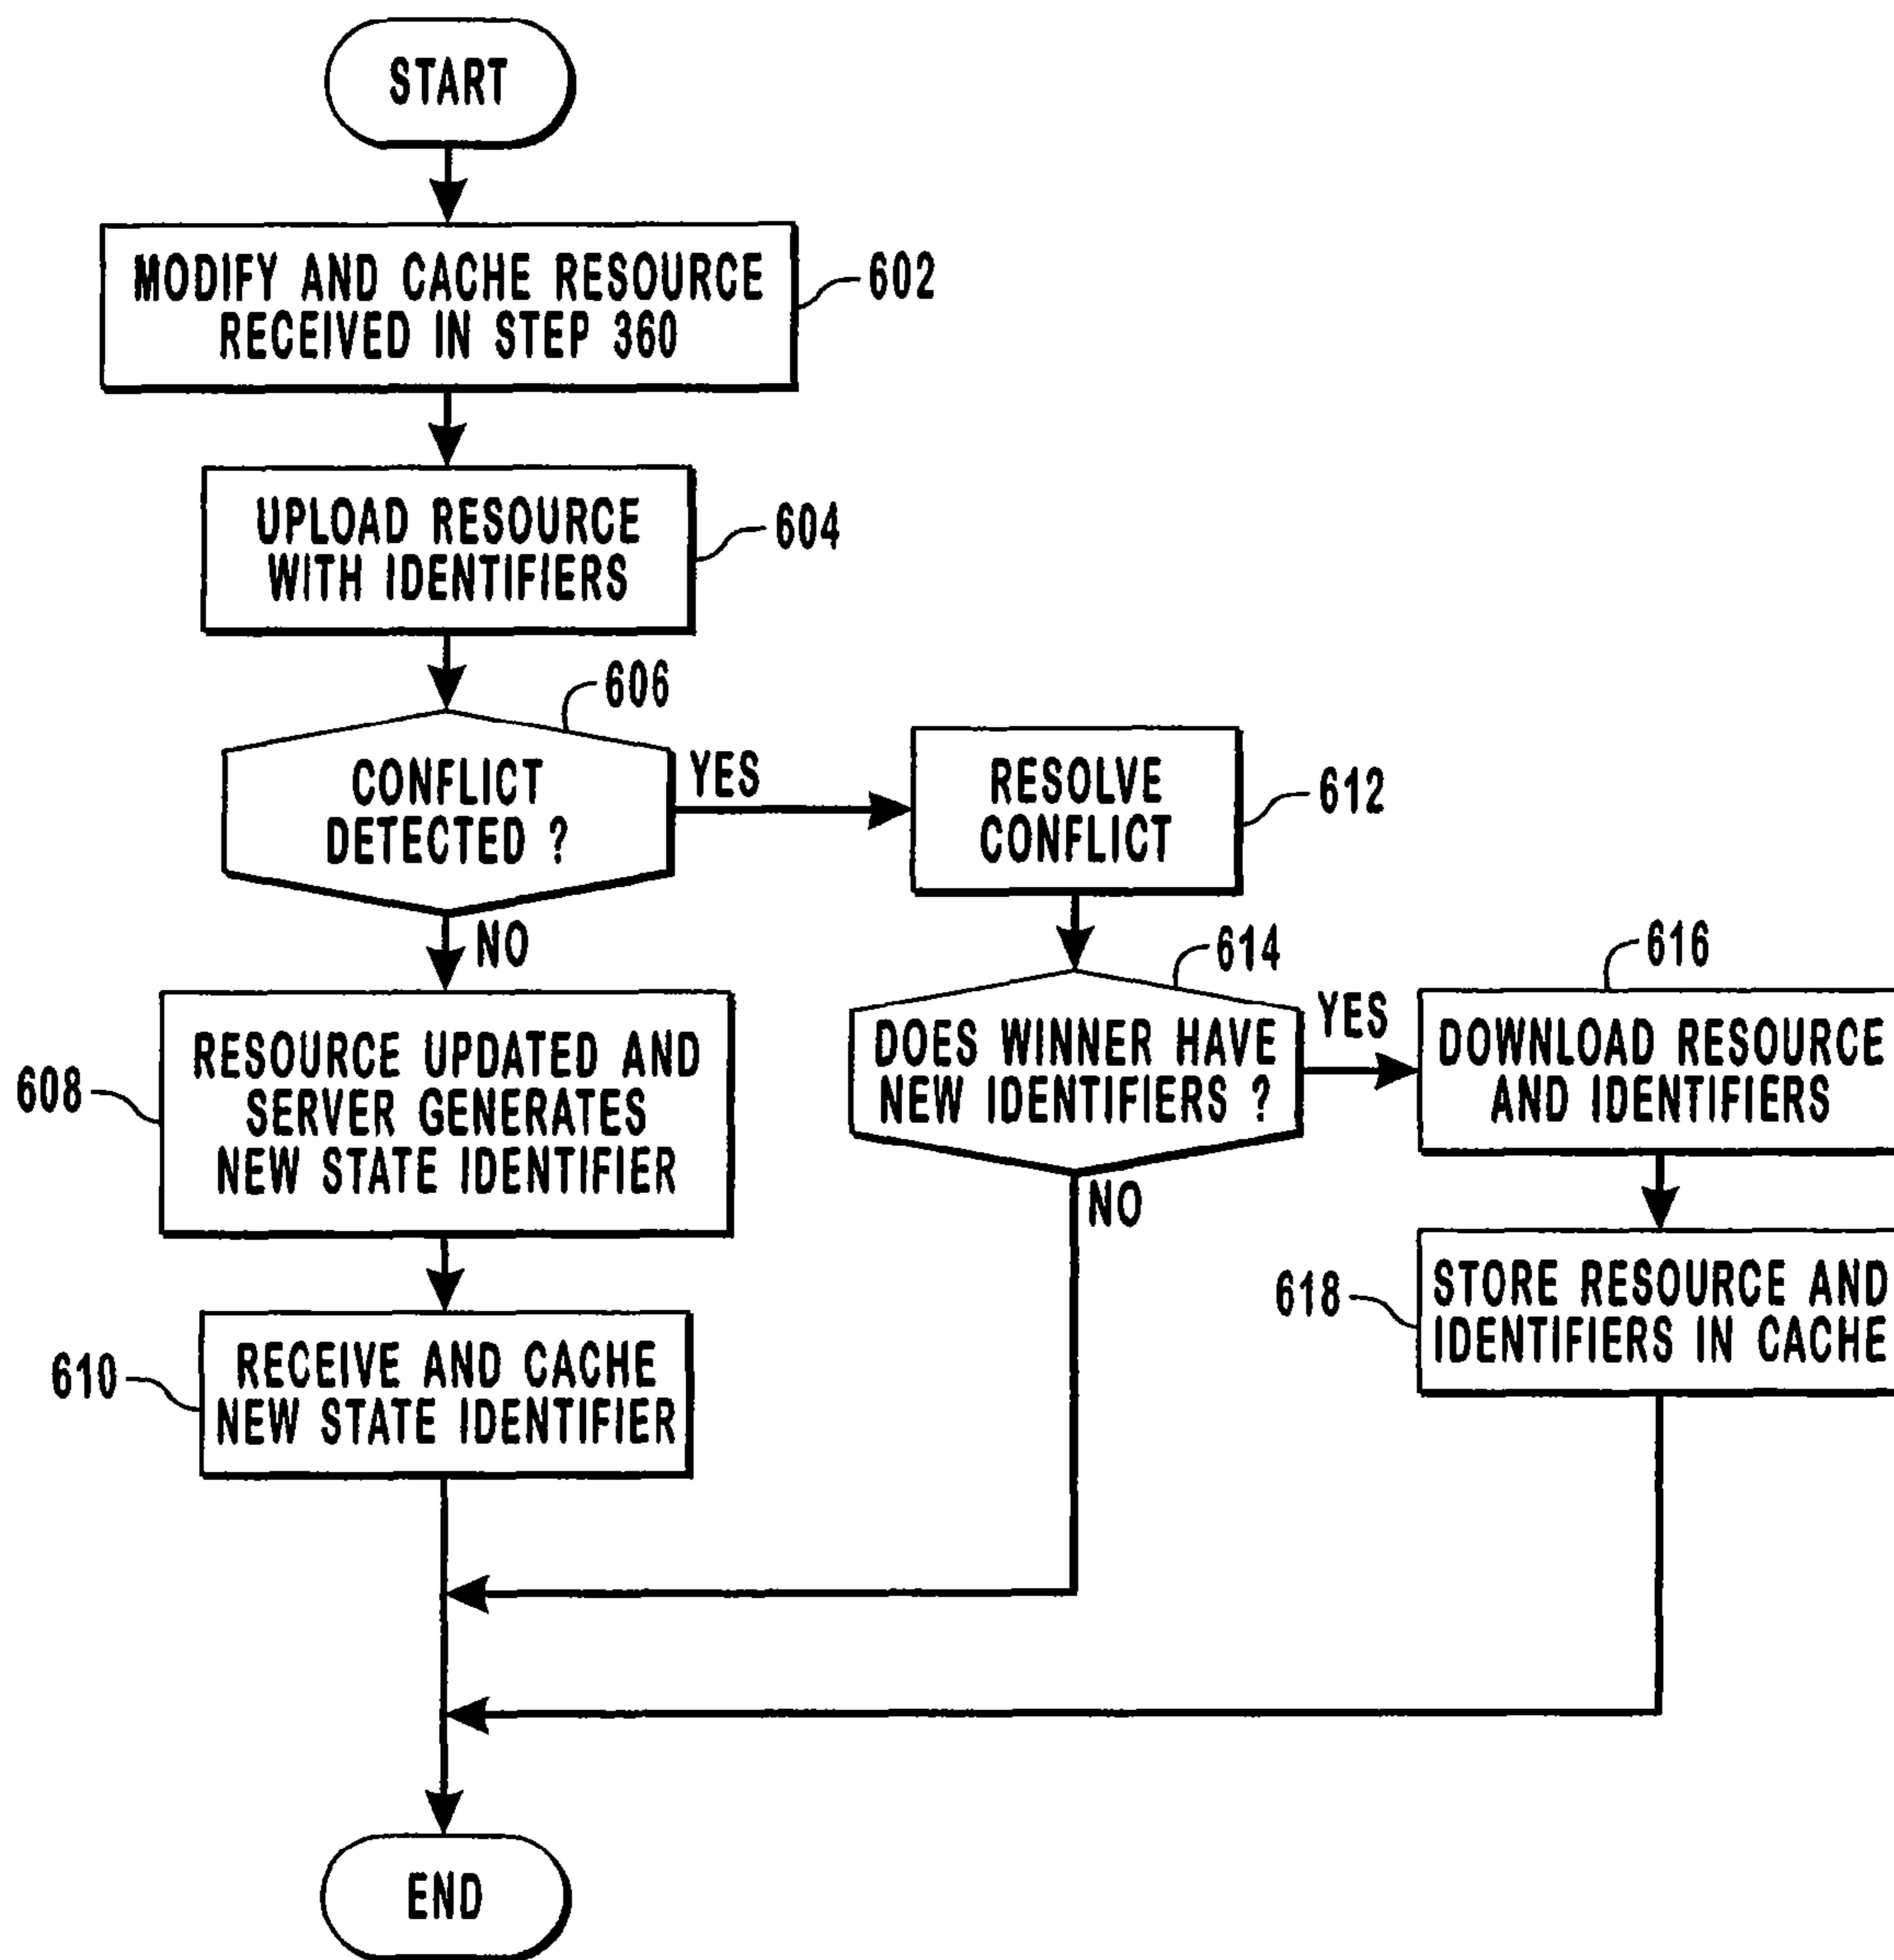 START
MODIFY AND CACHE RESOURCE
RECEIVED IN STEP 360
602
UPLOAD RESOURCE
WITH IDENTIFIERS
604
606
CONFLICT
DETECTED ?
YES
NO
RESOLVE
CONFLICT
612
614
DOES WINNER HAVE
NEW IDENTIFIERS ?
YES
NO
616
DOWNLOAD RESOURCE
AND IDENTIFIERS
608
RESOURCE UPDATED AND
SERVER GENERATES
NEW STATE IDENTIFIER
618
STORE RESOURCE AND
IDENTIFIERS IN CACHE
610
RECEIVE AND CACHE
NEW STATE IDENTIFIER
END